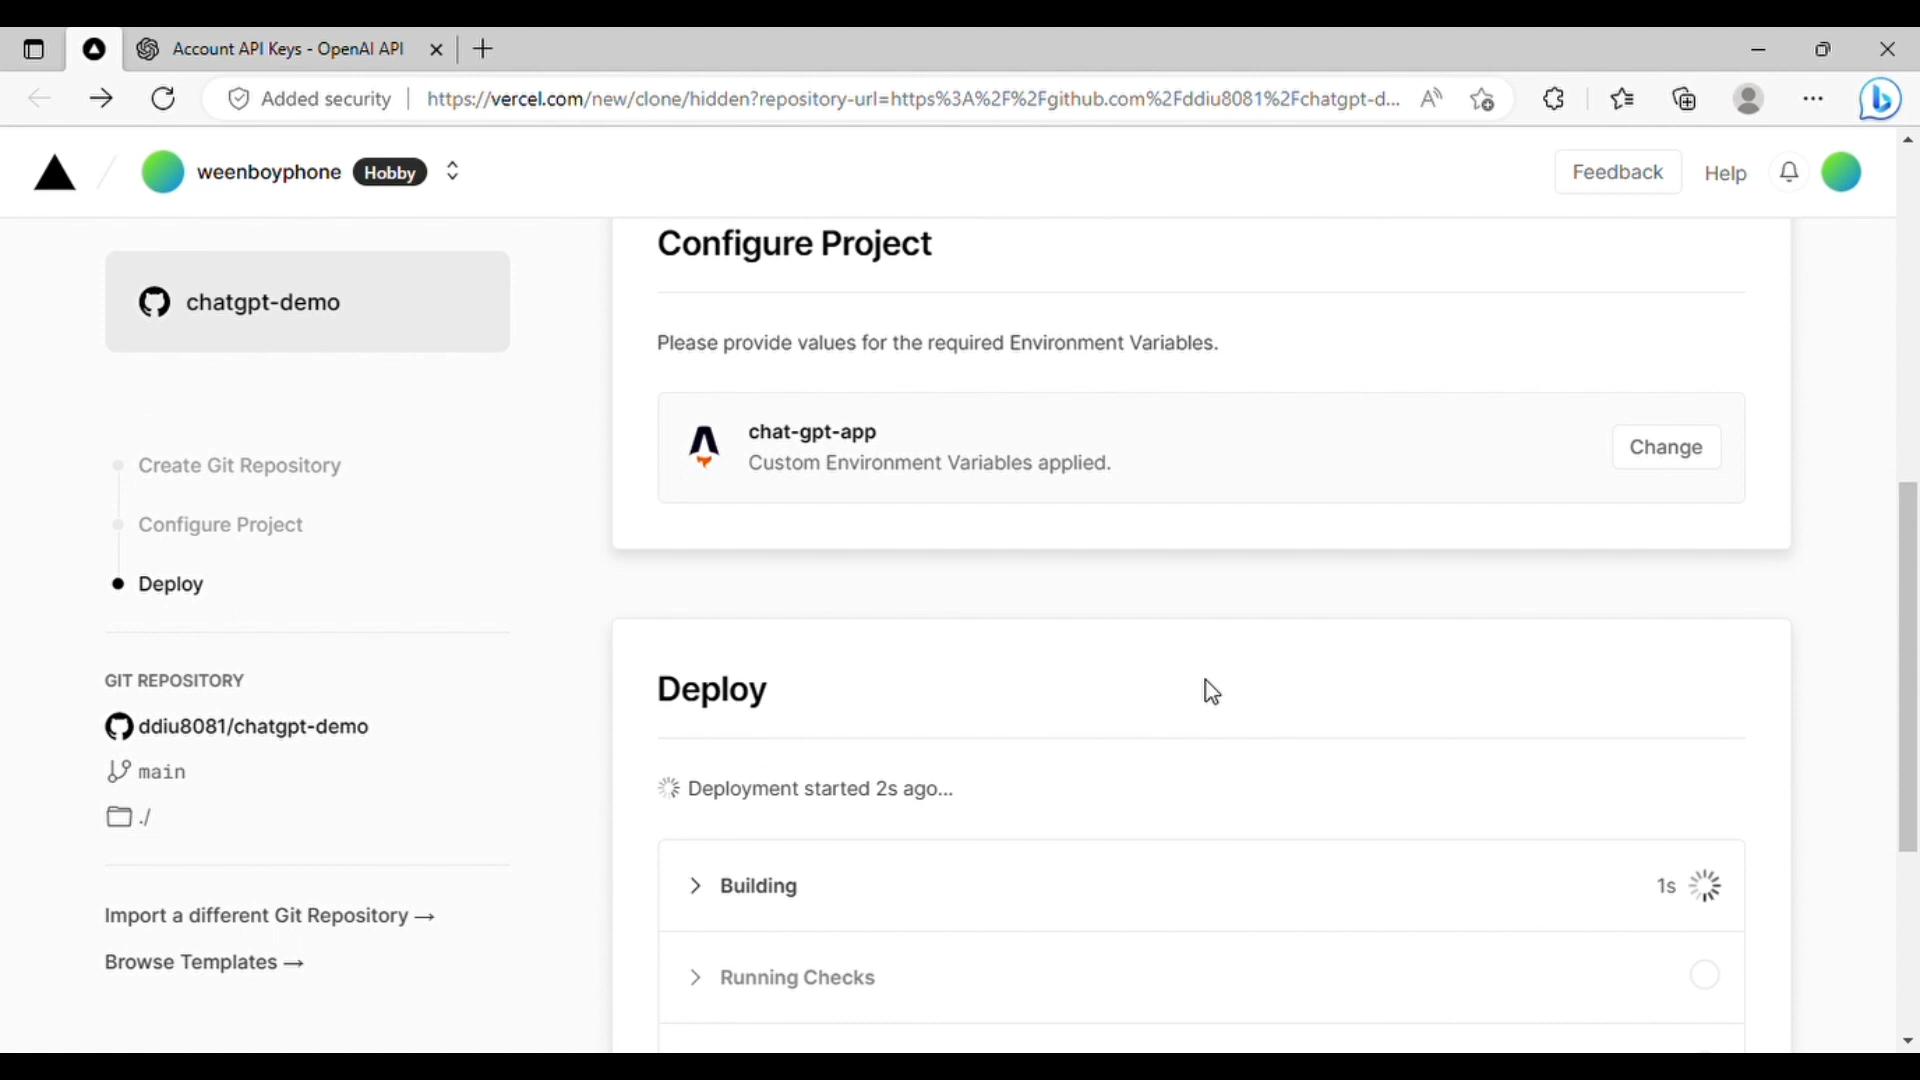 Account API Keys - OpenAI API
Added security
https://vercel.com/new/clone/hidden?repository-url=https%3A%2F%2Fgithub.com%2Fddiu8081%2Fchatgpt-d...
weenboyphone Hobby
Feedback Help
chatgpt-demo
Create Git Repository
Configure Project
Deploy
GIT REPOSITORY
ddiu8081/chatgpt-demo
main
./
Import a different Git Repository →
Browse Templates →
Configure Project
Please provide values for the required Environment Variables.
chat-gpt-app
Custom Environment Variables applied.
Change
Deploy
Deployment started 2s ago...
Building 1s
Running Checks